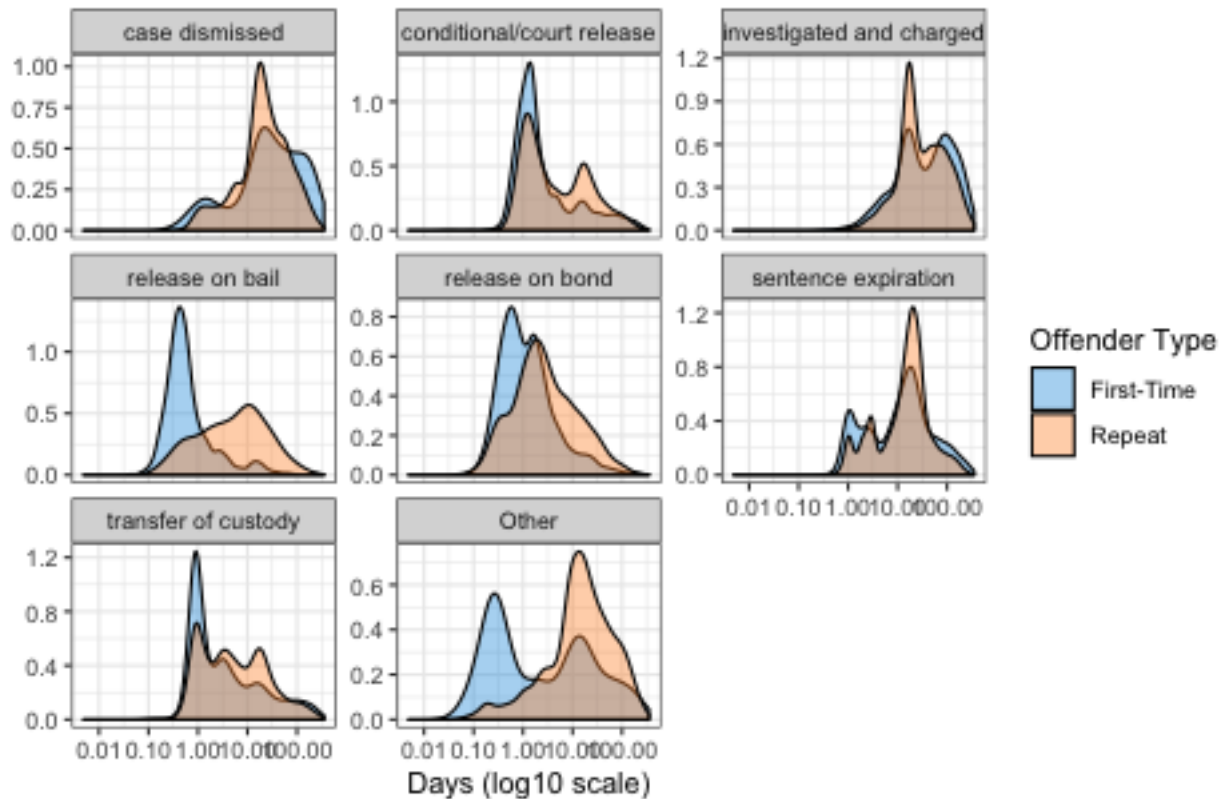 case dismissed
conditional/court release
investigated and charged
1.00
0.75
0.50
0.25
0.00
1.0
0.5
0.0
1.2
0.9
0.6
0.3
0.0
release on bail
release on bond
sentence expiration
1.0
0.5
0.0
0.8
0.6
0.4
0.2
0.0
1.2
0.8
0.4
0.0
0.01 0.10 1.00 10.00 100.00
Offender Type
First-Time
Repeat
transfer of custody
Other
1.2
0.8
0.4
0.0
0.6
0.4
0.2
0.0
0.01 0.10 1.00 10.00 100.00
0.01 0.10 1.00 10.00 100.00
Days (log10 scale)